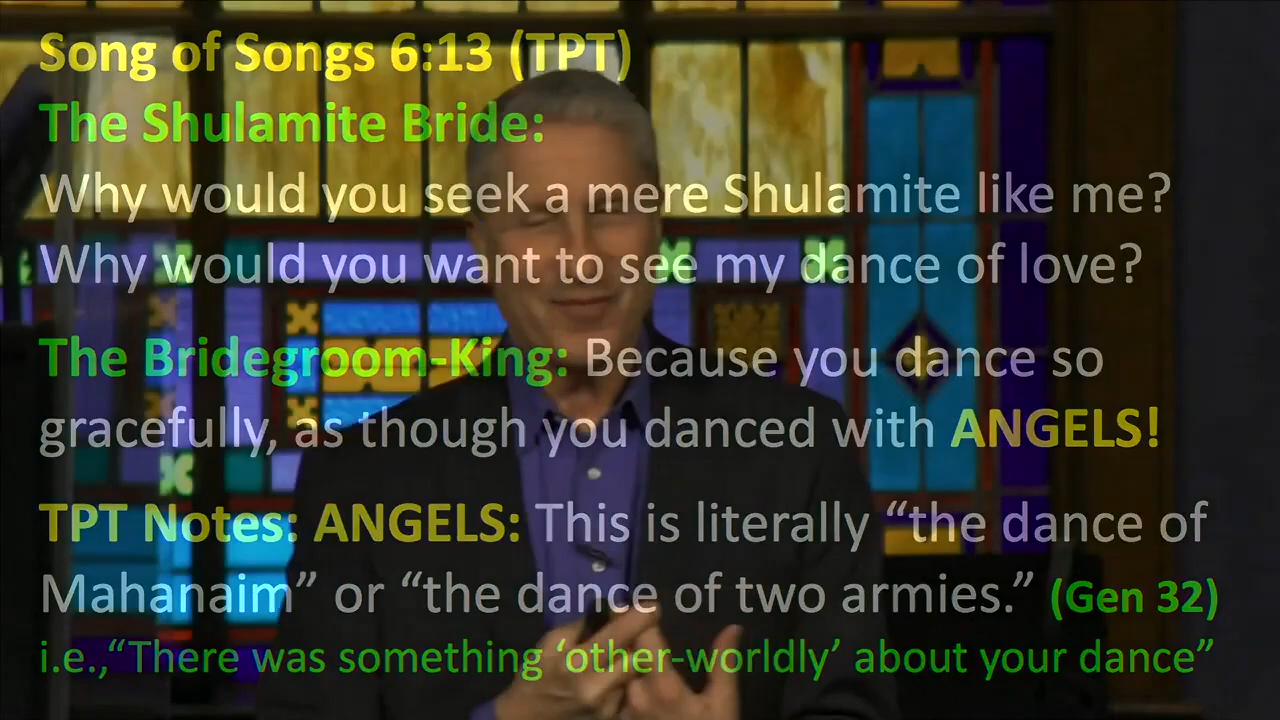 Song of Songs 6:13 (TPT)
The Shulamite Bride:
Why would you seek a mere Shulamite like me?
Why would you want to see my dance of love?
The Bridegroom-King: Because you dance so
gracefully, as though you danced with ANGELS!
TPT Notes: ANGELS: This is literally “the dance of
Mahanaim” or “the dance of two armies.” (Gen 32)
i.e.,“There was something ‘other-worldly’ about your dance”